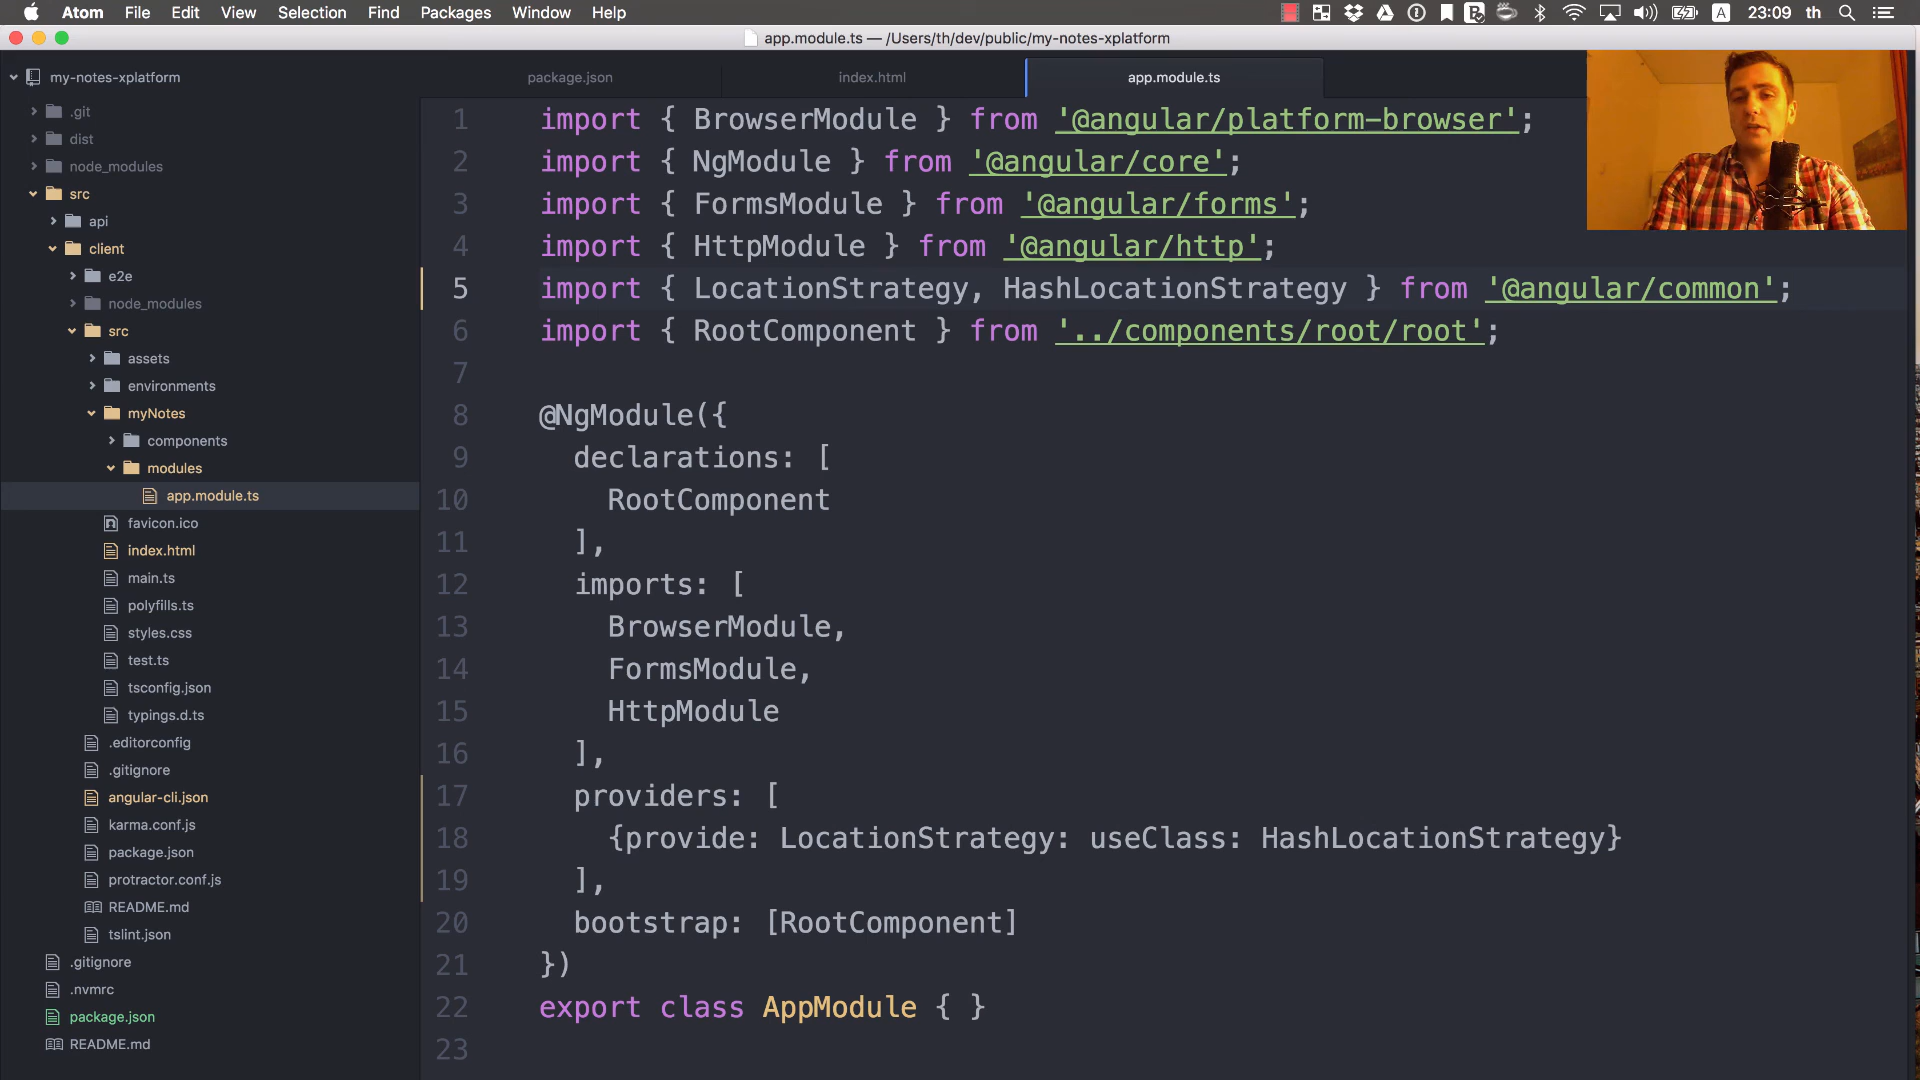 Atom File Edit View Selection Find Packages Window Help
23:09 th
app.module.ts — /Users/th/dev/public/my-notes-xplatform
my-notes-xplatform
package.json index.html app.module.ts
.git
dist
node_modules
src
api
client
e2e
node_modules
src
assets
environments
myNotes
components
modules
app.module.ts
favicon.ico
index.html
main.ts
polyfills.ts
styles.css
test.ts
tsconfig.json
typings.d.ts
.editorconfig
.gitignore
angular-cli.json
karma.conf.js
package.json
protractor.conf.js
README.md
tslint.json
.gitignore
.nvmrc
package.json
README.md
1 import { BrowserModule } from '@angular/platform-browser';
2 import { NgModule } from '@angular/core';
3 import { FormsModule } from '@angular/forms';
4 import { HttpModule } from '@angular/http';
5 import { LocationStrategy, HashLocationStrategy } from '@angular/common';
6 import { RootComponent } from '../components/root/root';
7
8 @NgModule({
9 declarations: [
10 RootComponent
11 ],
12 imports: [
13 BrowserModule,
14 FormsModule,
15 HttpModule
16 ],
17 providers: [
18 {provide: LocationStrategy: useClass: HashLocationStrategy}
19 ],
20 bootstrap: [RootComponent]
21 })
22 export class AppModule { }
23